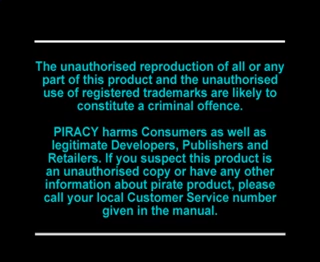 The unauthorised reproduction of all or any
part of this product and the unauthorised
use of registered trademarks are likely to
constitute a criminal offence.
PIRACY harms Consumers as well as
legitimate Developers, Publishers and
Retailers. If you suspect this product is
an unauthorised copy or have any other
information about pirate product, please
call your local Customer Service number
given in the manual.